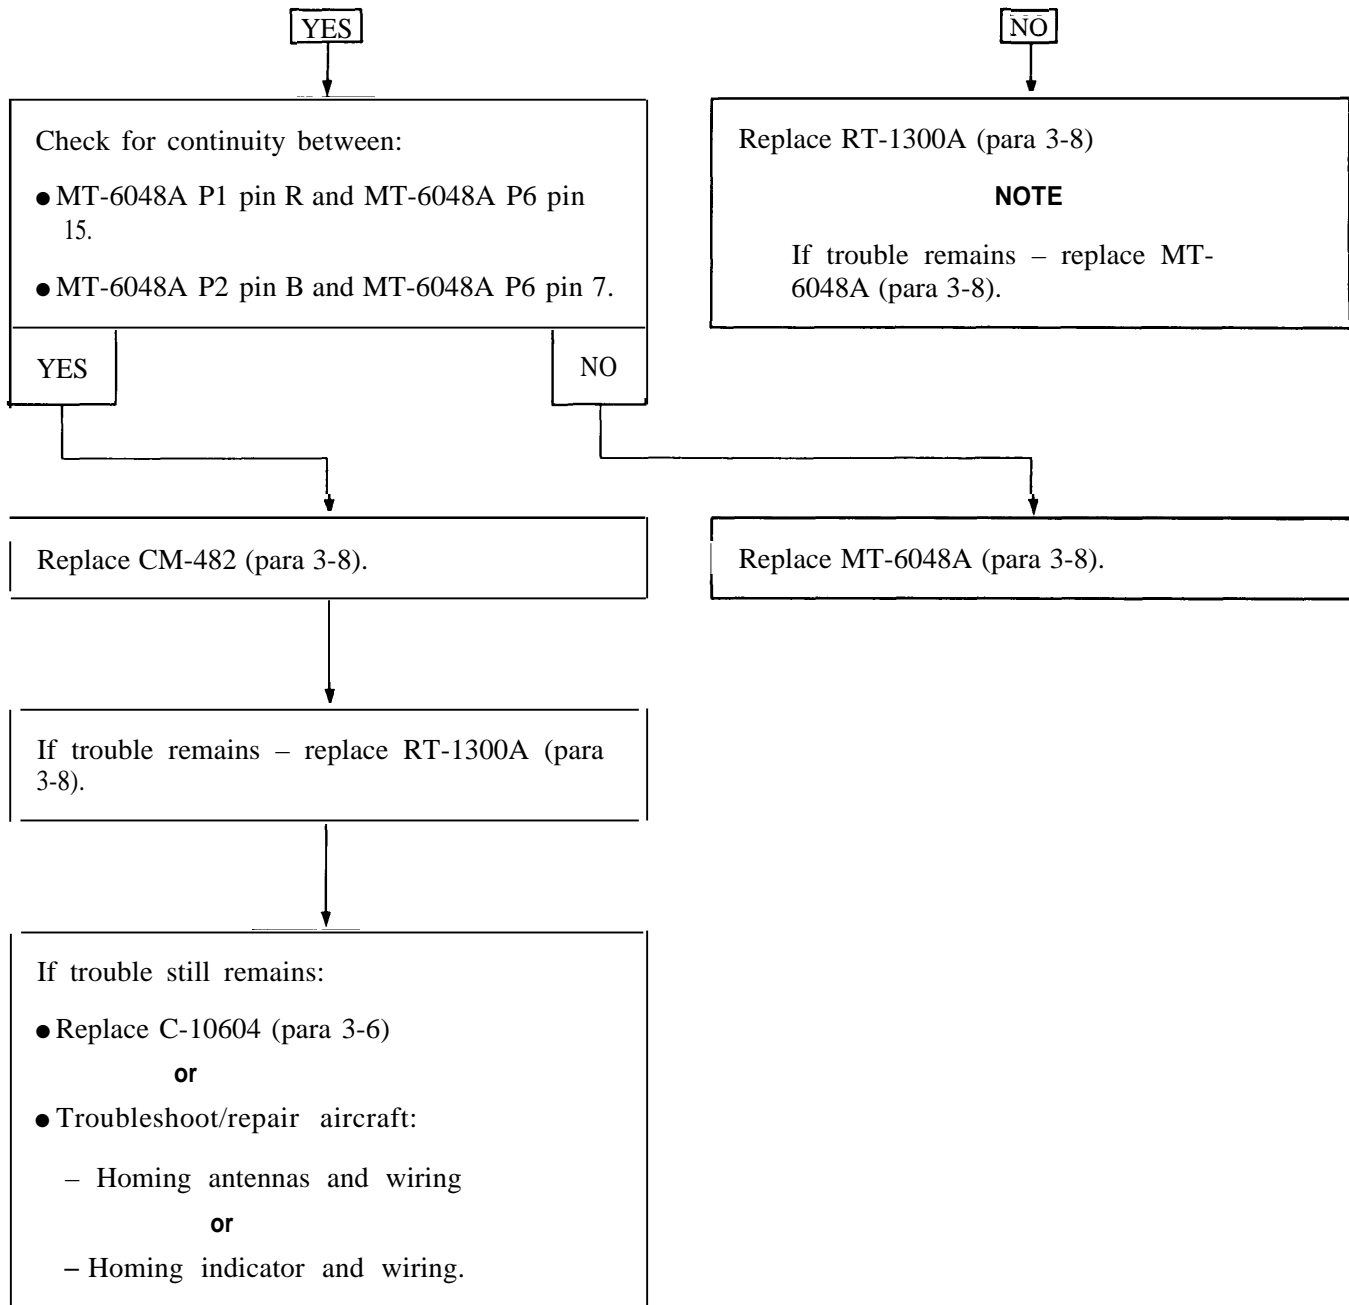 YES
NO
Check for continuity between:
● MT-6048A P1 pin R and MT-6048A P6 pin
15.
● MT-6048A P2 pin B and MT-6048A P6 pin 7.
YES
NO
Replace RT-1300A (para 3-8)
NOTE
If trouble remains – replace MT-
6048A (para 3-8).
Replace CM-482 (para 3-8).
Replace MT-6048A (para 3-8).
If trouble remains – replace RT-1300A (para
3-8).
If trouble still remains:
● Replace C-10604 (para 3-6)
or
● Troubleshoot/repair aircraft:
– Homing antennas and wiring
or
– Homing indicator and wiring.